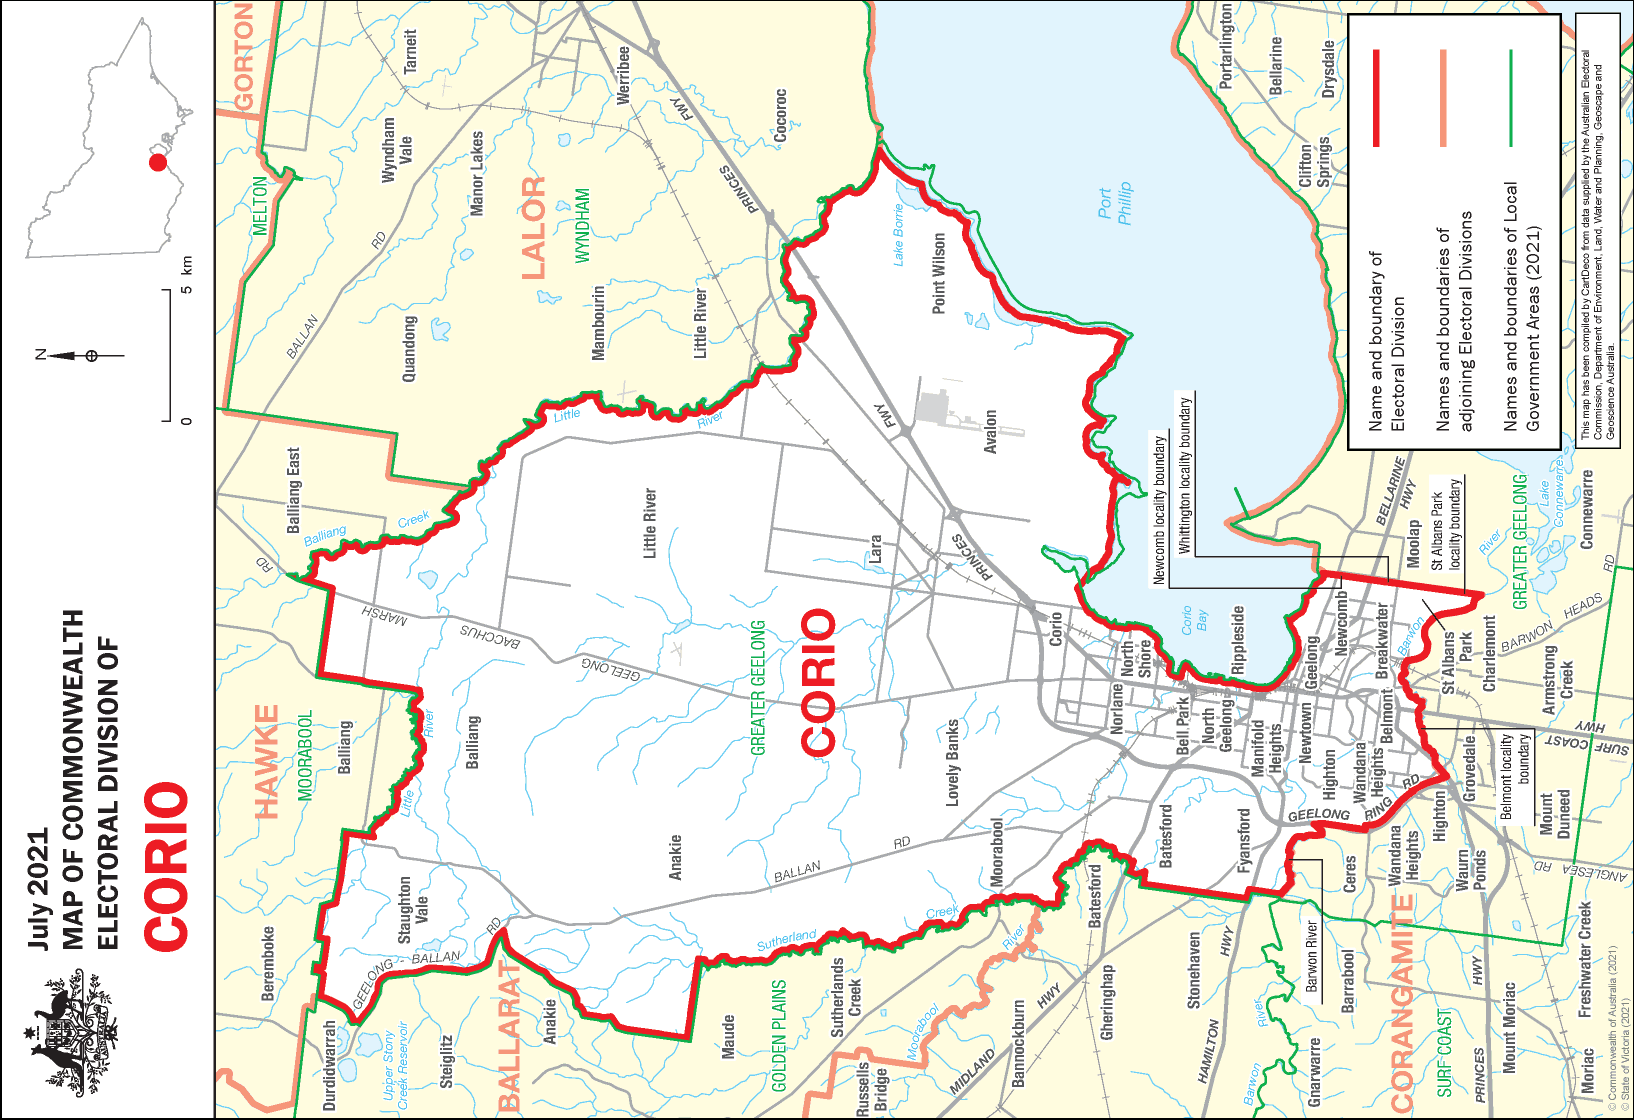 July 2021
MAP OF COMMONWEALTH
ELECTORAL DIVISION OF
CORIO
N
0
5
km
GORTON
MELTON
Tarneit
Wyndham
Vale
Manor Lakes
LALOR
WYNDHAM
Werribee
Cocoroc
FWY
PRINCES
BALLAN
RD
Quandong
Mambourin
Little River
Balliang East
Balliang
Creek
Little
River
RD
HAWKE
MOORABOOL
Balliang
Balliang
Little
River
MARSH
BACCHUS
GEELONG
Little River
Lake Borrie
Point Wilson
Avalon
FWY
PRINCES
Lara
GREATER GEELONG
CORIO
Lovely Banks
Anakie
BALLAN
RD
Moorabool
Staughton
Vale
GEELONG - BALLAN
RD
Beremboke
Durdidwarrah
Upper Stony
Creek Reservoir
Steiglitz
BALLARAT
Anakie
Maude
GOLDEN PLAINS
Sutherland
Creek
Sutherlands
Creek
Russells
Bridge
Moorabool
River
MIDLAND
HWY
Bannockburn
Gheringhap
Batesford
Batesford
Stonehaven
HAMILTON
HWY
Fyansford
Corio
North
Shore
Norlane
Bell Park
North
Geelong
Rippleside
Manifold
Heights
Corio
Bay
Port
Phillip
Geelong
Newtown
Newcomb
Breakwater
Belmont
Highton
Wandana
Heights
GEELONG
RING
RD
Barwon
St Albans
Park
Charlemont
BARWON
HEADS
RD
Armstrong
Creek
Grovedale
SURF COAST
HWY
Highton
Wandana
Heights
Ceres
Waurn
Ponds
Mount
Duneed
ANGLESEA
RD
Belmont locality
boundary
Barwon River
Barrabool
CORANGAMITE
SURF COAST
Gnarwarre
Barwon
River
PRINCES
HWY
Mount Moriac
Moriac
Freshwater Creek
Newcomb locality boundary
Whittington locality boundary
St Albans Park
locality boundary
BELLARINE
HWY
Moolap
River
GREATER GEELONG
Lake
Connewarre
Connewarre
Portarlington
Bellarine
Drysdale
Clifton
Springs
Name and boundary of
Electoral Division
Names and boundaries of
adjoining Electoral Divisions
Names and boundaries of Local
Government Areas (2021)
This map has been compiled by CartDeco from data supplied by the Australian Electoral
Commission, Department of Environment, Land, Water and Planning, Geoscape and
Geoscience Australia.
© Commonwealth of Australia (2021)
© State of Victoria (2021)